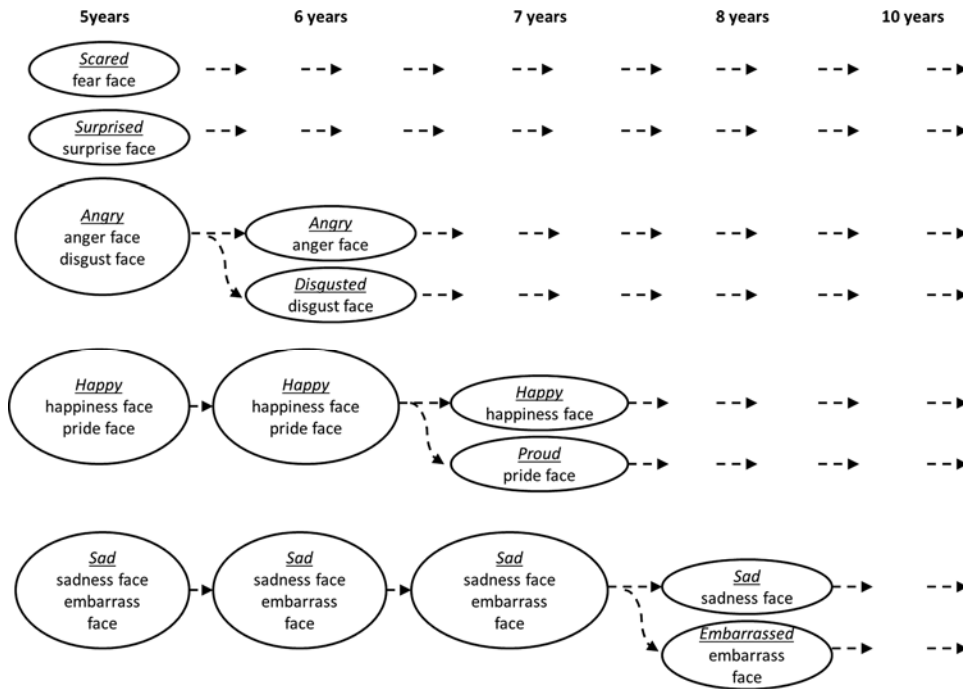 5years 6 years 7 years 8 years 10 years
Scared
fear face
Surprised
surprise face
Angry
anger face
disgust face
Angry
anger face
Disgusted
disgust face
Happy
happiness face
pride face
Happy
happiness face
pride face
Happy
happiness face
Proud
pride face
Sad
sadness face
embarrass
face
Sad
sadness face
embarrass
face
Sad
sadness face
embarrass
face
Sad
sadness face
Embarrassed
embarrass
face